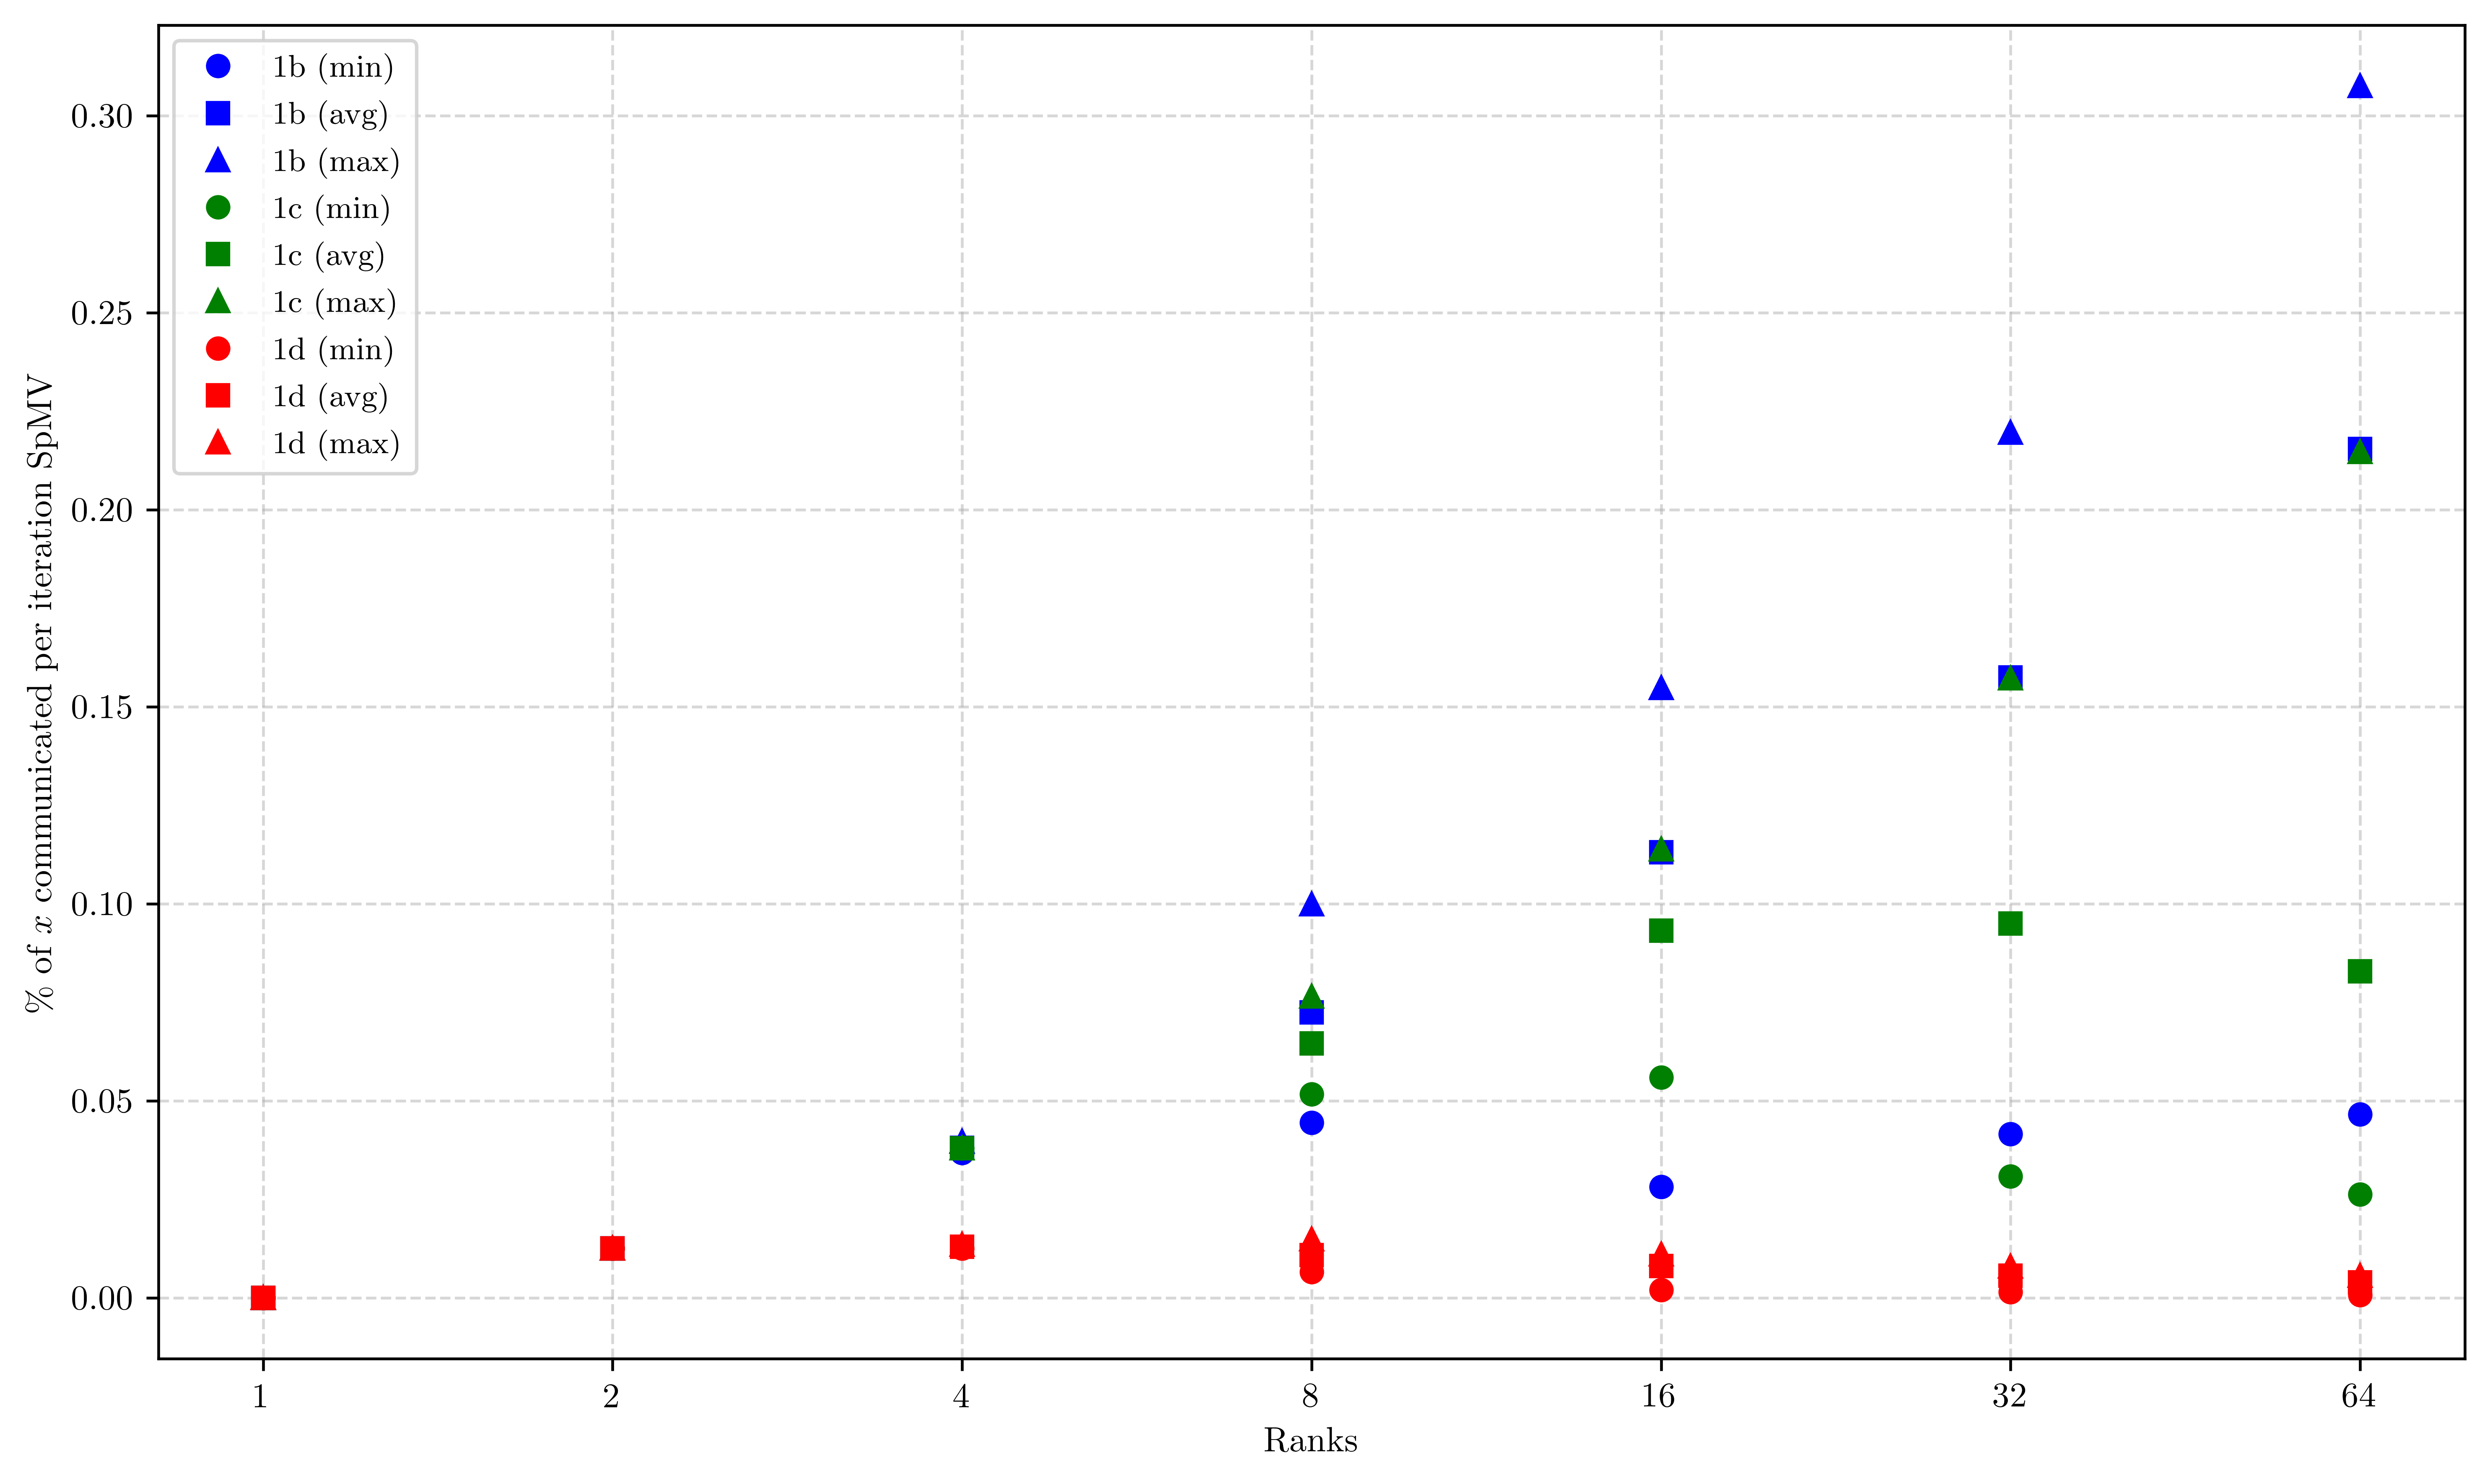 1b (min)
1b (avg)
1b (max)
1c (min)
1c (avg)
1c (max)
1d (min)
1d (avg)
1d (max)
% of x communicated per iteration SpMV
0.30
0.25
0.20
0.15
0.10
0.05
0.00
1 2 4 8 16 32 64
Ranks